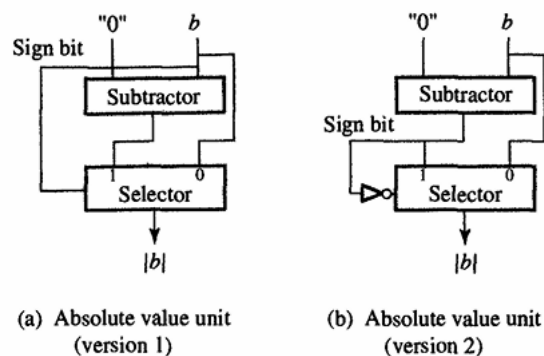 "0" b
Sign bit
Subtractor
1 0
Selector
|b|
(a) Absolute value unit
(version 1)
"0" b
Subtractor
Sign bit
1 0
Selector
|b|
(b) Absolute value unit
(version 2)